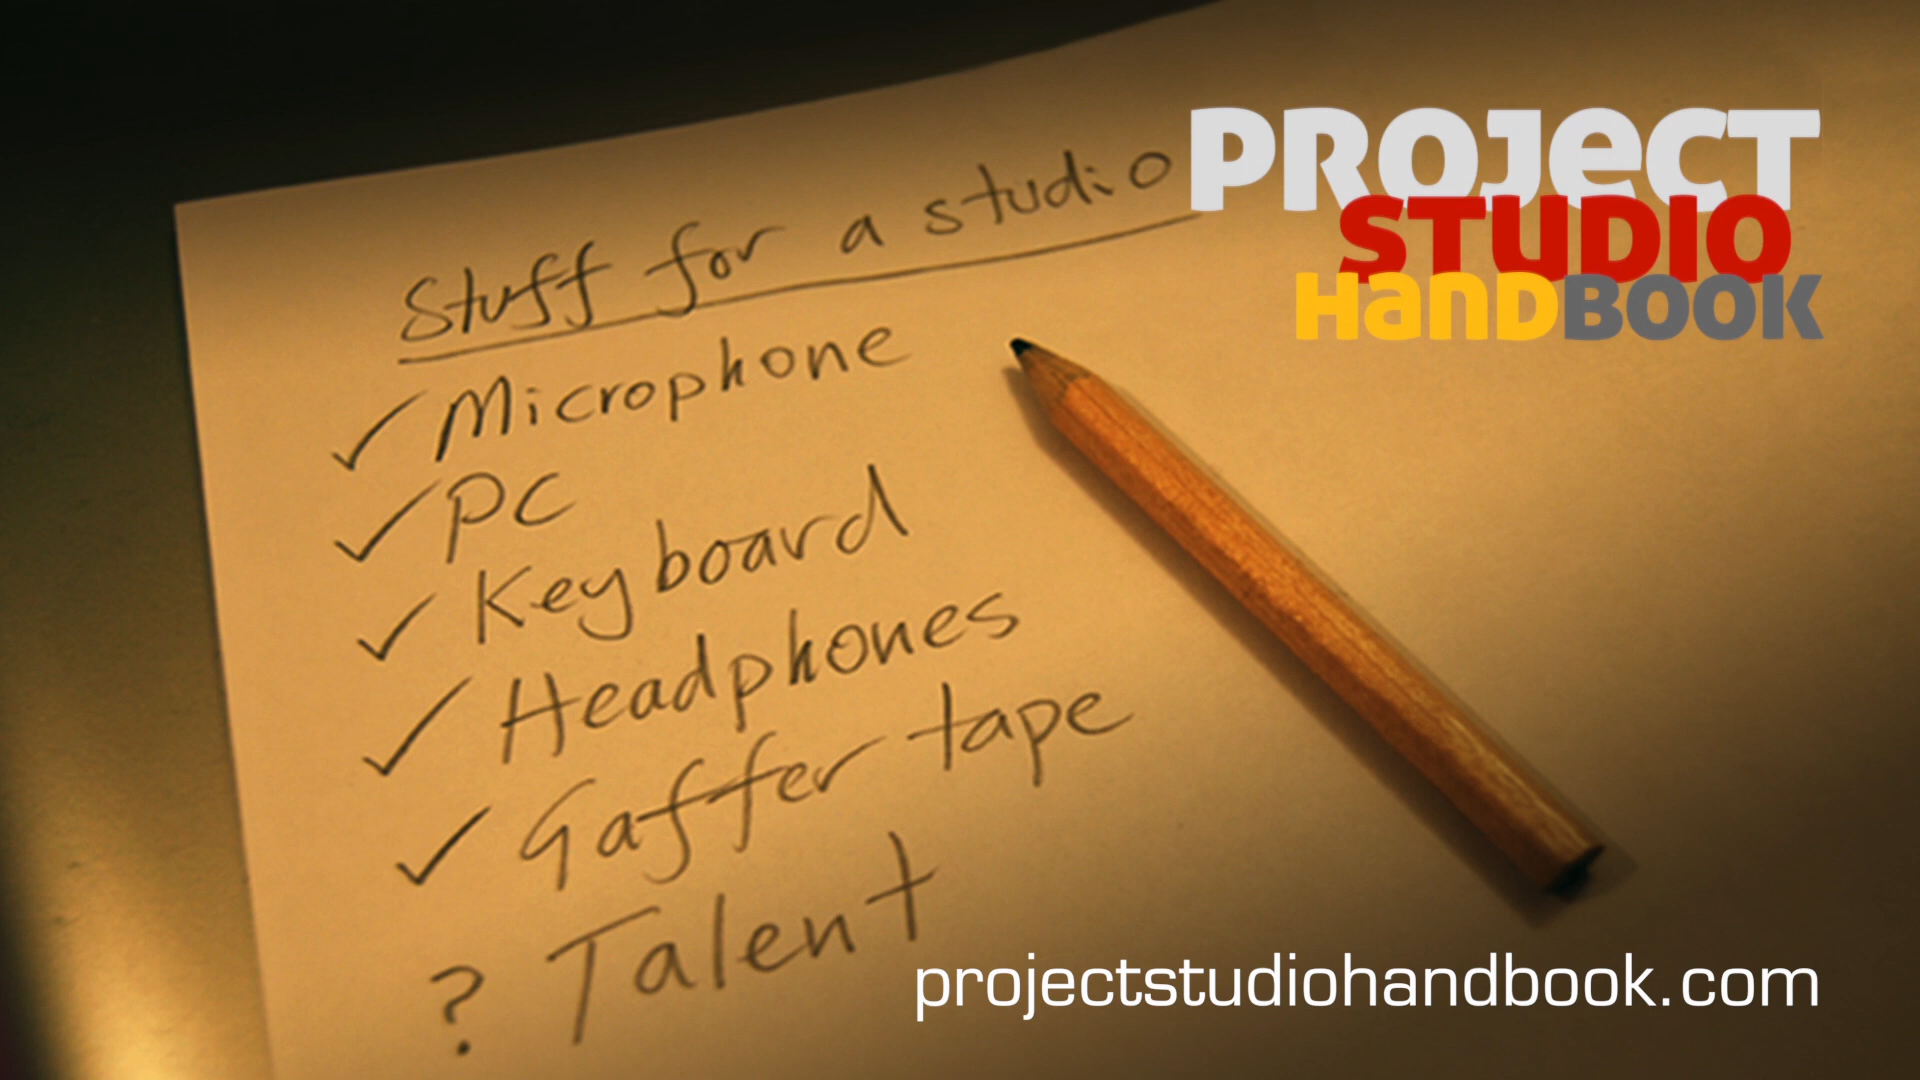 Stuff for a studio
✓ Microphone
✓ PC
✓ Keyboard
✓ Headphones
✓ Gaffer tape
? Talent
PROJECT
STUDIO
HANDBOOK
projectstudiohandbook.com